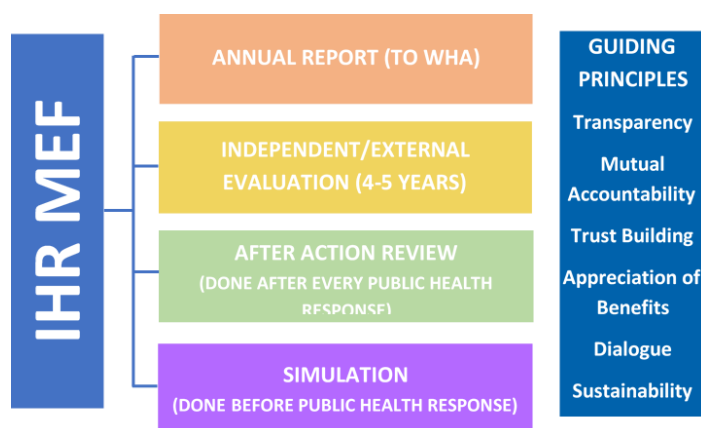 IHR MEF
ANNUAL REPORT (TO WHA)
INDEPENDENT/EXTERNAL
EVALUATION (4-5 YEARS)
AFTER ACTION REVIEW
(DONE AFTER EVERY PUBLIC HEALTH
RESPONSE)
SIMULATION
(DONE BEFORE PUBLIC HEALTH RESPONSE)
GUIDING
PRINCIPLES
Transparency
Mutual
Accountability
Trust Building
Appreciation of
Benefits
Dialogue
Sustainability